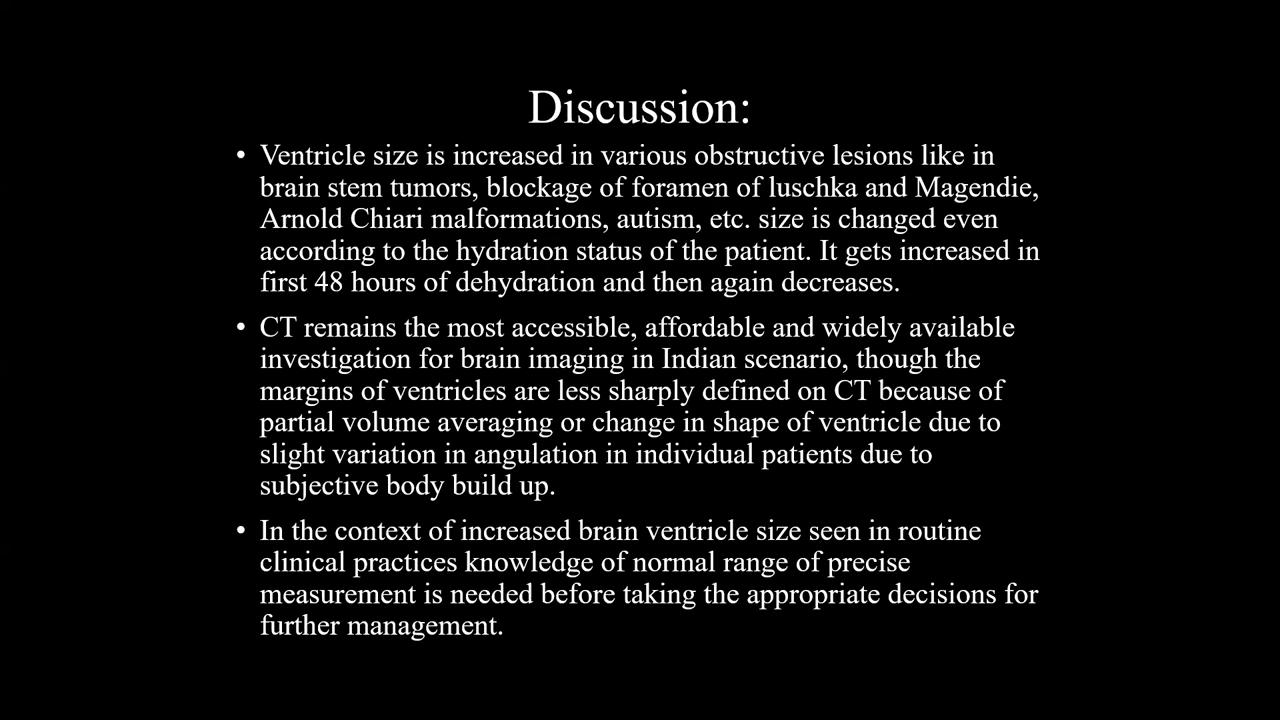 Discussion:
• Ventricle size is increased in various obstructive lesions like in
brain stem tumors, blockage of foramen of luschka and Magendie,
Arnold Chiari malformations, autism, etc. size is changed even
according to the hydration status of the patient. It gets increased in
first 48 hours of dehydration and then again decreases.
• CT remains the most accessible, affordable and widely available
investigation for brain imaging in Indian scenario, though the
margins of ventricles are less sharply defined on CT because of
partial volume averaging or change in shape of ventricle due to
slight variation in angulation in individual patients due to
subjective body build up.
• In the context of increased brain ventricle size seen in routine
clinical practices knowledge of normal range of precise
measurement is needed before taking the appropriate decisions for
further management.